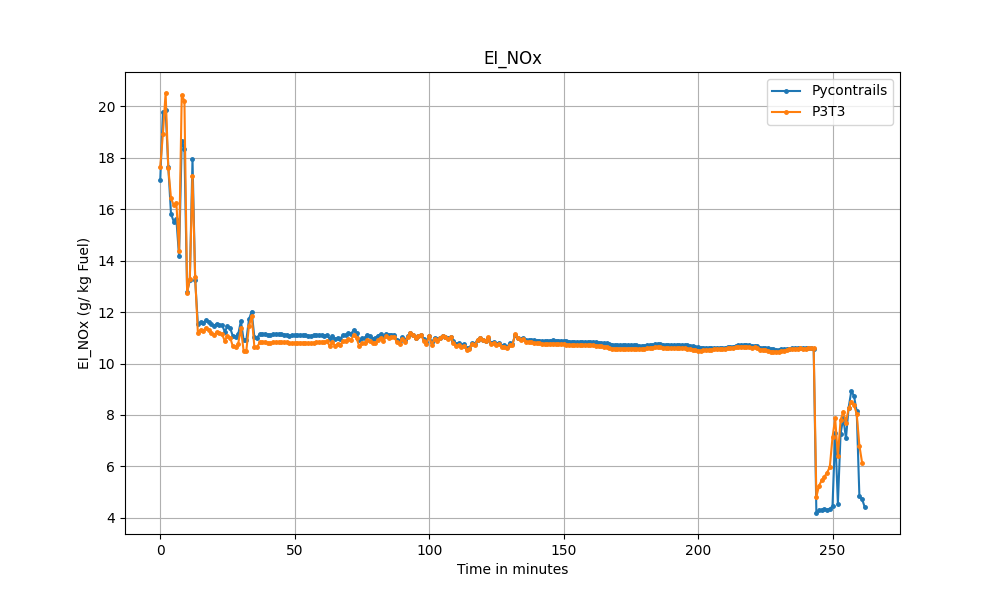 EI_NOx
Pycontrails
P3T3
EI_NOx (g/ kg Fuel)
20
18
16
14
12
10
8
6
4
0 50 100 150 200 250
Time in minutes